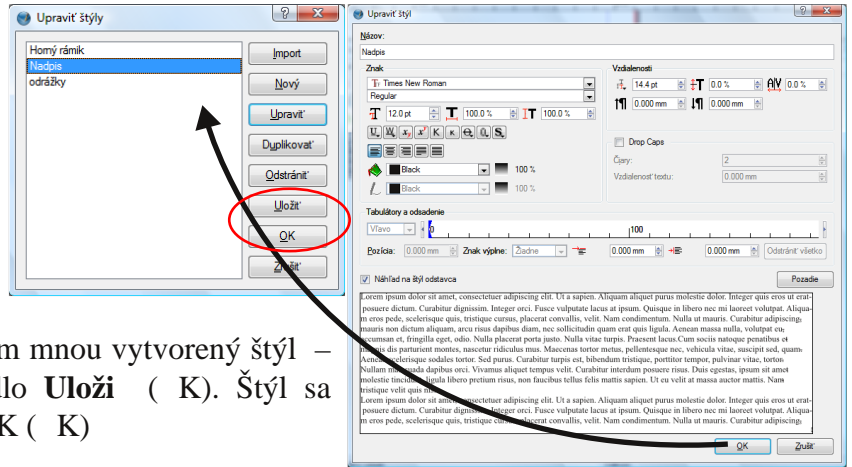 Upraviť štýly
Horný rámik
Nadpis
odrážky
Import
Nový
Upraviť
Duplikovať
Odstrániť
Uložiť
OK
Zrušiť
m mnou vytvorený štýl –
dlo Uloži ( K). Štýl sa
K ( K)
Upraviť štýl
Názov:
Nadpis
Znak
Times New Roman
Regular
12.0 pt 100.0 % 100.0 %
Black 100 %
Black 100 %
Vzdialenosti
14.4 pt 0.0 % 0.0 %
0.000 mm 0.000 mm
Drop Caps
Čiary: 2
Vzdialenosť textu: 0.000 mm
Tabulátory a odsadenie
Vľavo 0 100
Pozícia: 0.000 mm Znak výplne: Žiadne 0.000 mm 0.000 mm Odstrániť všetko
Náhľad na štýl odstavca Pozadie
Lorem ipsum dolor sit amet, consectetuer adipiscing elit. Ut a sapien. Aliquam aliquet purus molestie dolor. Integer quis eros ut erat
posuere dictum. Curabitur dignissim. Integer orci. Fusce vulputate lacus at ipsum. Quisque in libero nec mi laoreet volutpat. Aliqua
m eros pede, scelerisque quis, tristique cursus, placerat convallis, velit. Nam condimentum. Nulla ut mauris. Curabitur adipiscing
mauris non dictum aliquam, arcu risus dapibus diam, nec sollicitudin quam erat quis ligula. Aenean massa nulla, volutpat eu,
accumsan et, fringilla eget, odio. Nulla placerat porta justo. Nulla vitae turpis. Praesent lacus.Cum sociis natoque penatibus et
magnis dis parturient montes, nascetur ridiculus mus. Maecenas tortor metus, pellentesque nec, vehicula vitae, suscipit sed, quam.
Aenean scelerisque sodales tortor. Sed purus. Curabitur turpis est, bibendum tristique, porttitor tempor, pulvinar vitae, tortor.
Nullam malesuada dapibus orci. Vivamus aliquet tempus velit. Curabitur interdum posuere risus. Duis egestas, ipsum sit amet
molestie tincidunt, ligula libero pretium risus, non faucibus tellus felis mattis sapien. Ut eu velit at massa auctor mattis. Nam
tristique velit quis nisl
Lorem ipsum dolor sit amet, consectetuer adipiscing elit. Ut a sapien. Aliquam aliquet purus molestie dolor. Integer quis eros ut erat
posuere dictum. Curabitur dignissim. Integer orci. Fusce vulputate lacus at ipsum. Quisque in libero nec mi laoreet volutpat. Aliqua
m eros pede, scelerisque quis, tristique cursus, placerat convallis, velit. Nam condimentum. Nulla ut mauris. Curabitur adipiscing
OK Zrušiť